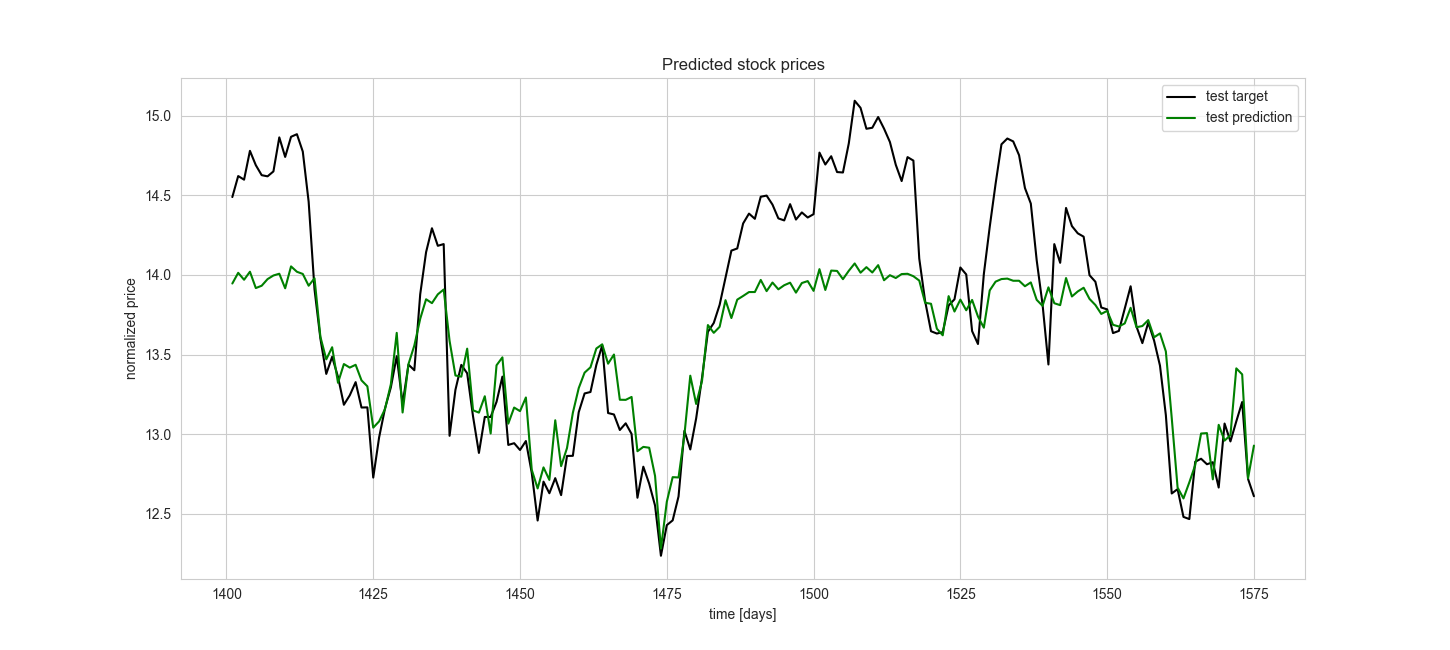 Predicted stock prices
test target
test prediction
normalized price
15.0
14.5
14.0
13.5
13.0
12.5
1400 1425 1450 1475 1500 1525 1550 1575
time [days]